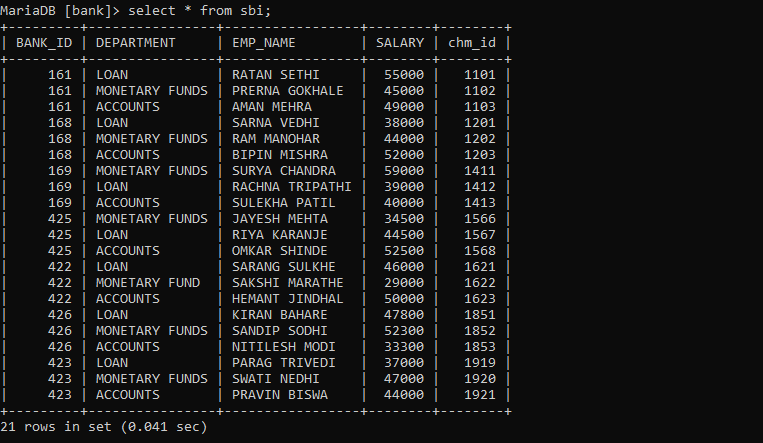 MariaDB [bank]> select * from sbi;
+---------+----------------+-----------------+--------+--------+
| BANK_ID | DEPARTMENT     | EMP_NAME        | SALARY | chm_id |
+---------+----------------+-----------------+--------+--------+
|     161 | LOAN           | RATAN SETHI     |  55000 |   1101 |
|     161 | MONETARY FUNDS | PRERNA GOKHALE  |  45000 |   1102 |
|     161 | ACCOUNTS       | AMAN MEHRA      |  49000 |   1103 |
|     168 | LOAN           | SARNA VEDHI     |  38000 |   1201 |
|     168 | MONETARY FUNDS | RAM MANOHAR     |  44000 |   1202 |
|     168 | ACCOUNTS       | BIPIN MISHRA    |  52000 |   1203 |
|     169 | MONETARY FUNDS | SURYA CHANDRA   |  59000 |   1411 |
|     169 | LOAN           | RACHNA TRIPATHI |  39000 |   1412 |
|     169 | ACCOUNTS       | SULEKHA PATIL   |  40000 |   1413 |
|     425 | MONETARY FUNDS | JAYESH MEHTA    |  34500 |   1566 |
|     425 | LOAN           | RIYA KARANJE    |  44500 |   1567 |
|     425 | ACCOUNTS       | OMKAR SHINDE    |  52500 |   1568 |
|     422 | LOAN           | SARANG SULKHE   |  46000 |   1621 |
|     422 | MONETARY FUND  | SAKSHI MARATHE  |  29000 |   1622 |
|     422 | ACCOUNTS       | HEMANT JINDHAL  |  50000 |   1623 |
|     426 | LOAN           | KIRAN BAHARE    |  47800 |   1851 |
|     426 | MONETARY FUNDS | SANDIP SODHI    |  52300 |   1852 |
|     426 | ACCOUNTS       | NITILESH MODI   |  33300 |   1853 |
|     423 | LOAN           | PARAG TRIVEDI   |  37000 |   1919 |
|     423 | MONETARY FUNDS | SWATI NEDHI     |  47000 |   1920 |
|     423 | ACCOUNTS       | PRAVIN BISWA    |  44000 |   1921 |
+---------+----------------+-----------------+--------+--------+
21 rows in set (0.041 sec)